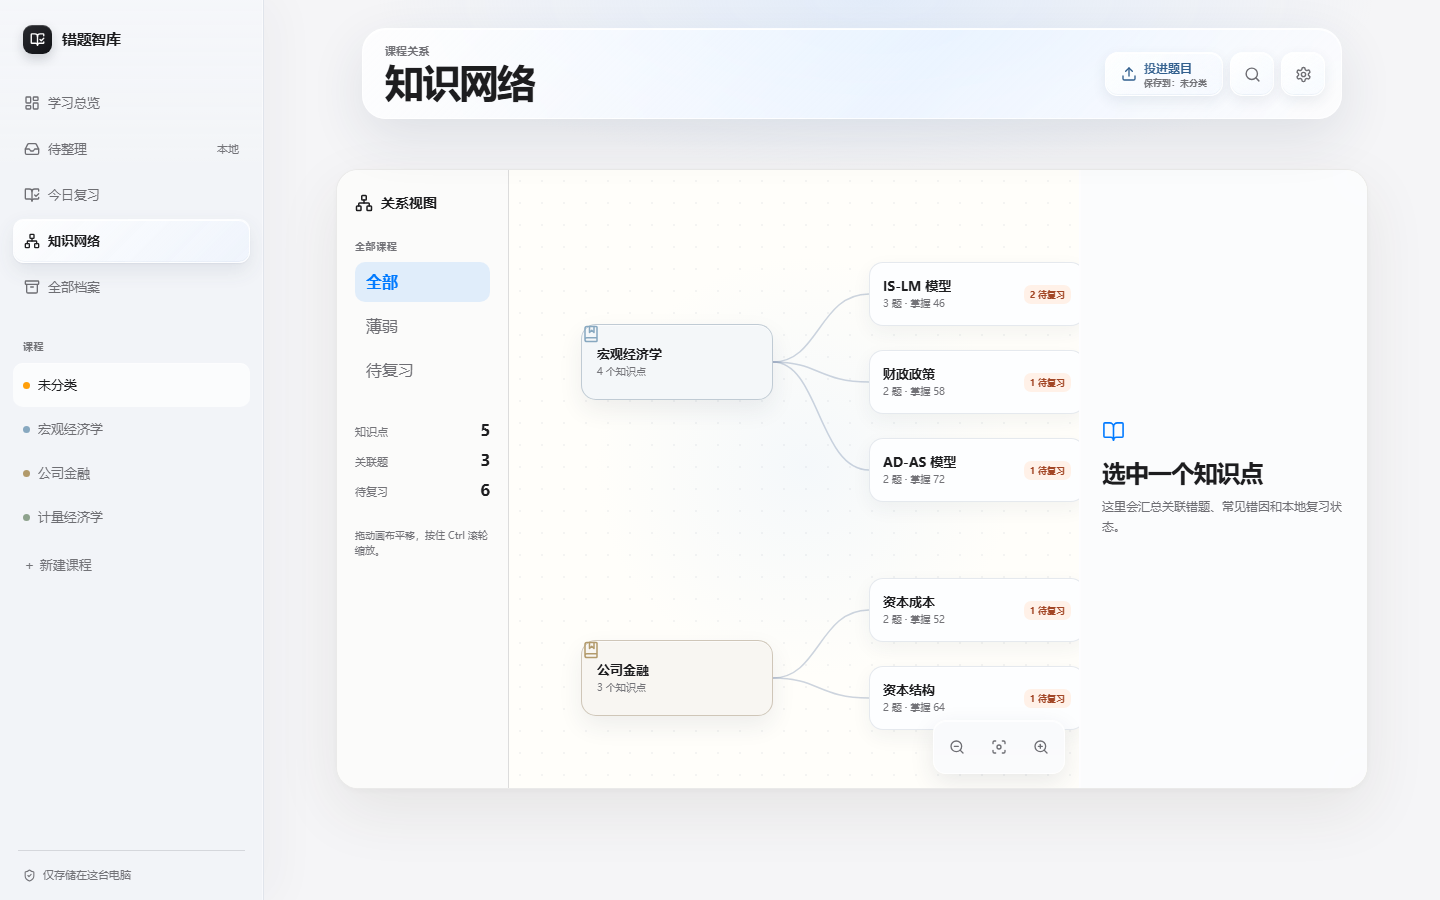 错题智库
学习总览
待整理
本地
今日复习
知识网络
全部档案
课程
未分类
宏观经济学
公司金融
计量经济学
+ 新建课程
仅存储在这台电脑
课程关系
知识网络
投进题目
保存到：未分类
关系视图
全部课程
全部
薄弱
待复习
知识点 5
关联题 3
待复习 6
拖动画布平移，按住 Ctrl 滚轮
缩放。
宏观经济学
4 个知识点
IS-LM 模型
3 题 · 掌握 46
2 待复习
财政政策
2 题 · 掌握 58
1 待复习
AD-AS 模型
2 题 · 掌握 72
1 待复习
公司金融
3 个知识点
资本成本
2 题 · 掌握 52
1 待复习
资本结构
2 题 · 掌握 64
1 待复习
选中一个知识点
这里会汇总关联错题、常见错因和本地复习状
态。